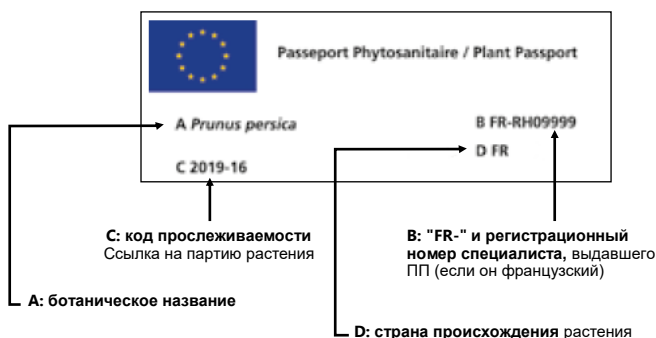 Passeport Phytosanitaire / Plant Passport
A Prunus persica
B FR-RH09999
C 2019-16
D FR
C: код прослеживаемости
Ссылка на партию растения
B: "FR-" и регистрационный
номер специалиста, выдавшего
ПП (если он французский)
A: ботаническое название
D: страна происхождения растения